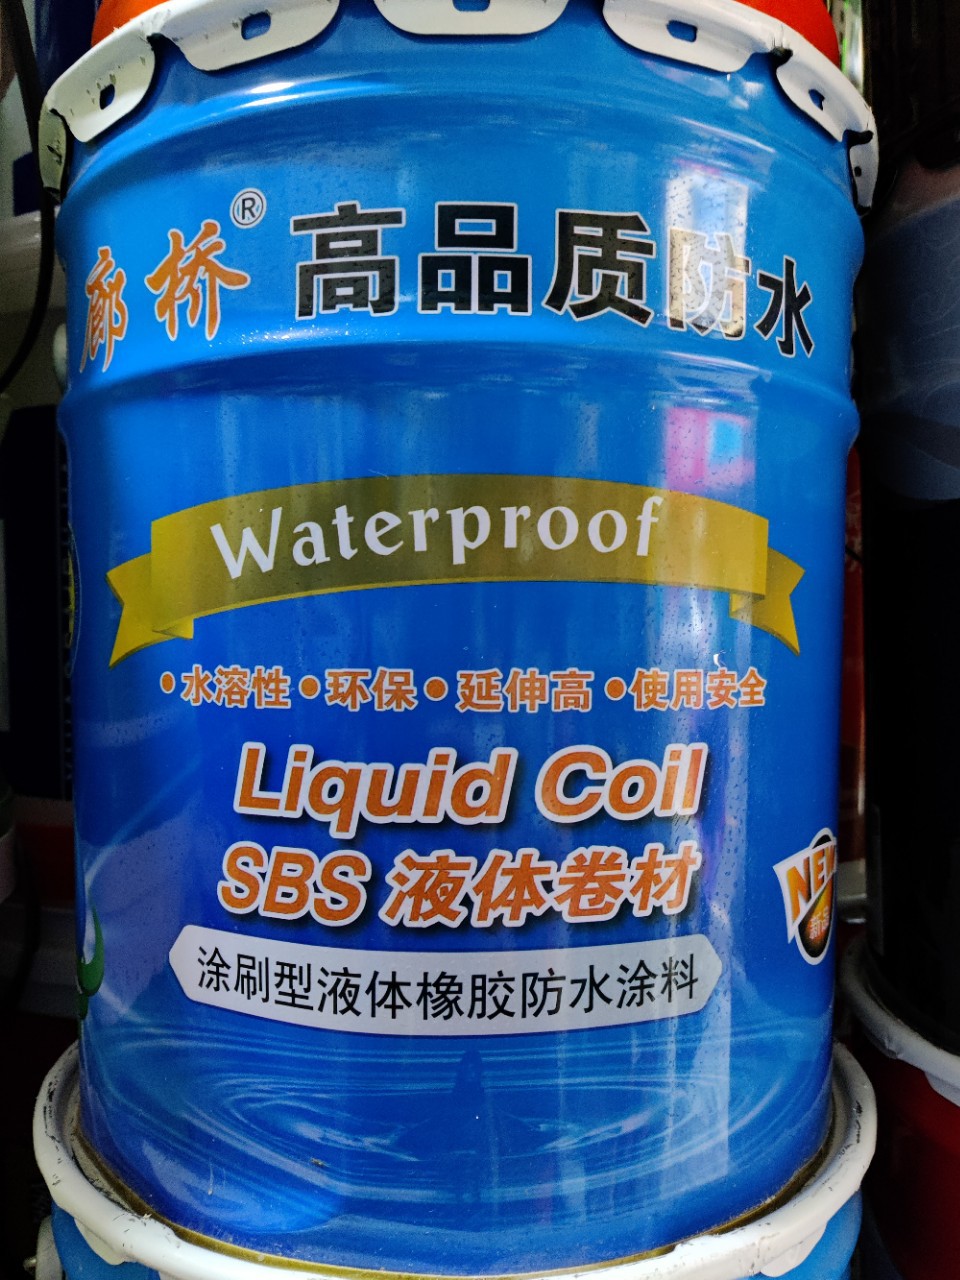 廊桥® 高品质防水
Waterproof
•水溶性•环保•延伸高•使用安全
Liquid Coil
SBS 液体卷材
NEW
涂刷型液体橡胶防水涂料